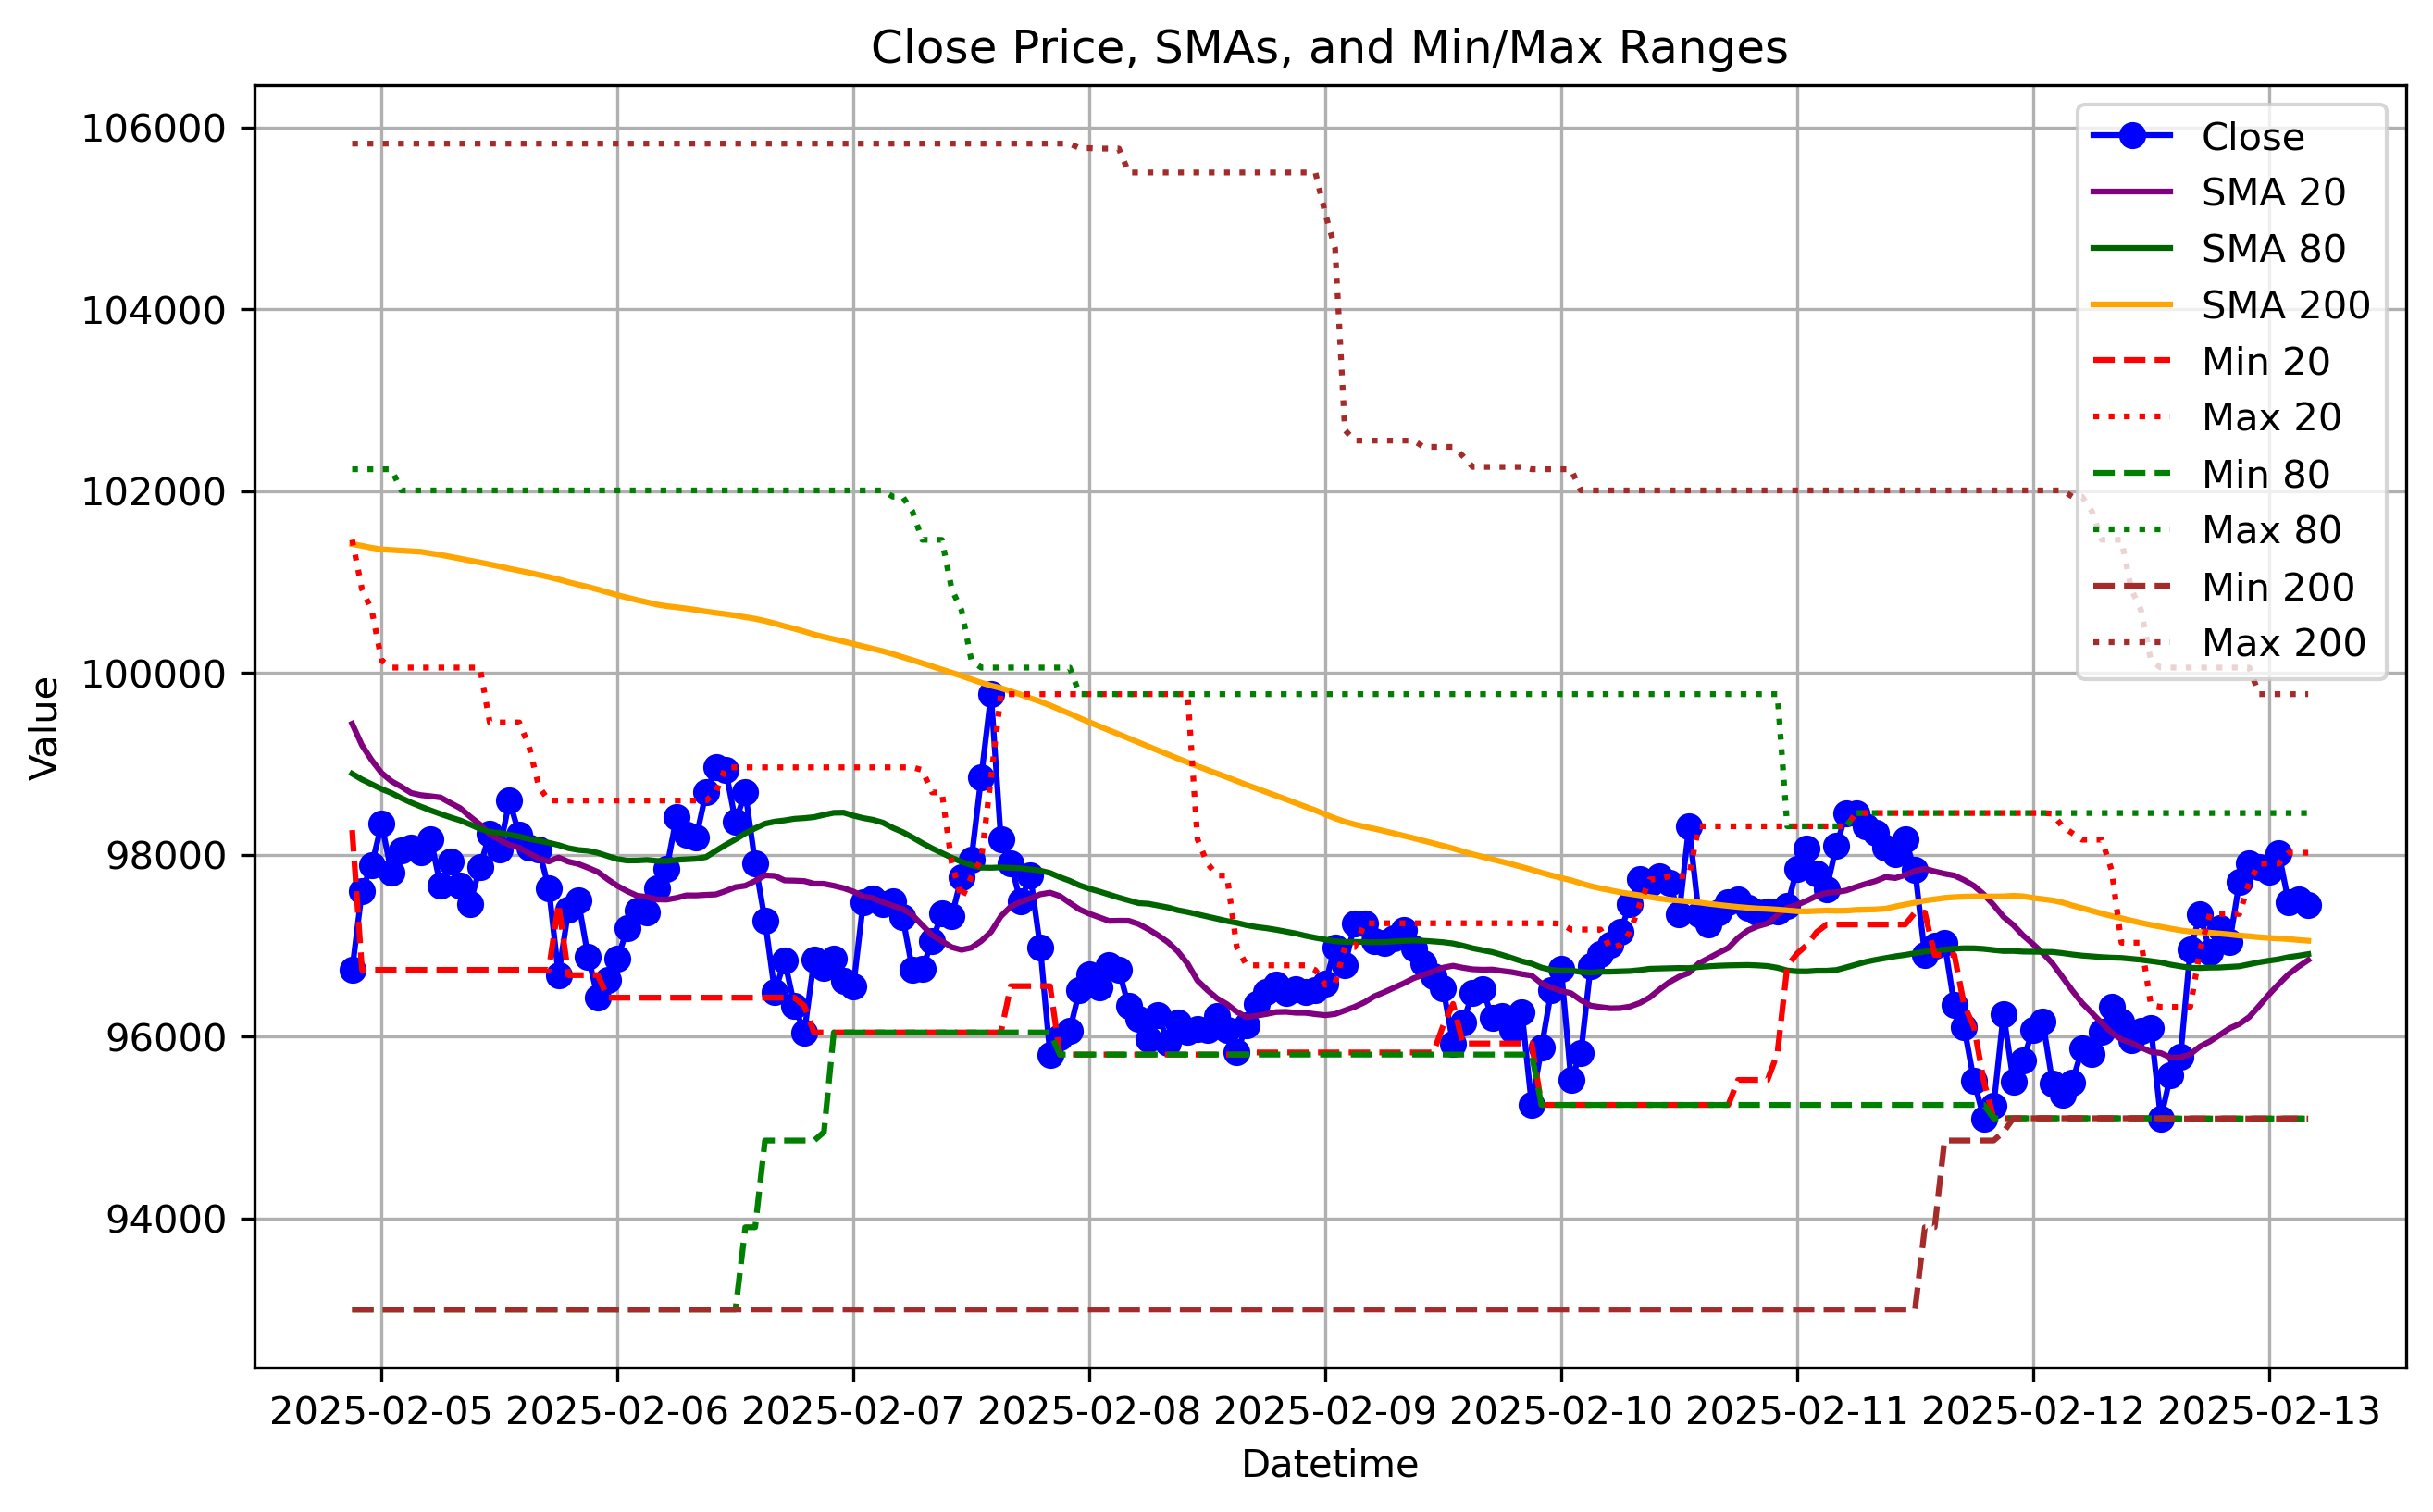 Close Price, SMAs, and Min/Max Ranges
106000
104000
102000
100000
98000
96000
94000
Value
Close
SMA 20
SMA 80
SMA 200
Min 20
Max 20
Min 80
Max 80
Min 200
Max 200
2025-02-05 2025-02-06 2025-02-07 2025-02-08 2025-02-09 2025-02-10 2025-02-11 2025-02-12 2025-02-13
Datetime